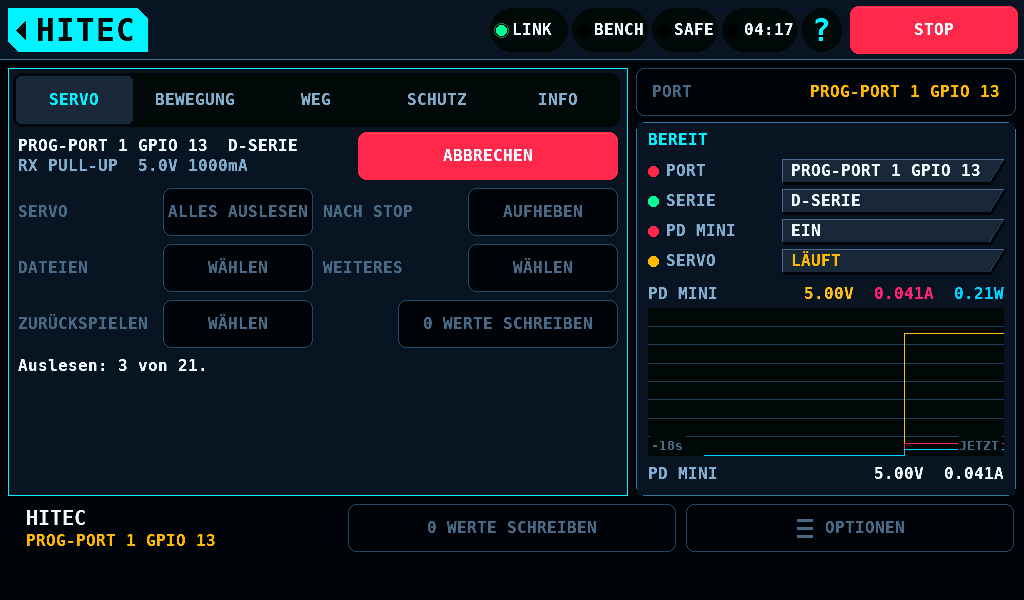 HITEC
LINK
BENCH
SAFE
04:17
?
STOP
SERVO BEWEGUNG WEG SCHUTZ INFO
PROG-PORT 1 GPIO 13  D-SERIE
RX PULL-UP  5.0V 1000mA
ABBRECHEN
SERVO ALLES AUSLESEN NACH STOP AUFHEBEN
DATEIEN WÄHLEN WEITERES WÄHLEN
ZURÜCKSPIELEN WÄHLEN 0 WERTE SCHREIBEN
Auslesen: 3 von 21.
PORT PROG-PORT 1 GPIO 13
BEREIT
PORT PROG-PORT 1 GPIO 13
SERIE D-SERIE
PD MINI EIN
SERVO LÄUFT
PD MINI 5.00V 0.041A 0.21W
-18s JETZT
PD MINI 5.00V 0.041A
HITEC
PROG-PORT 1 GPIO 13
0 WERTE SCHREIBEN
OPTIONEN